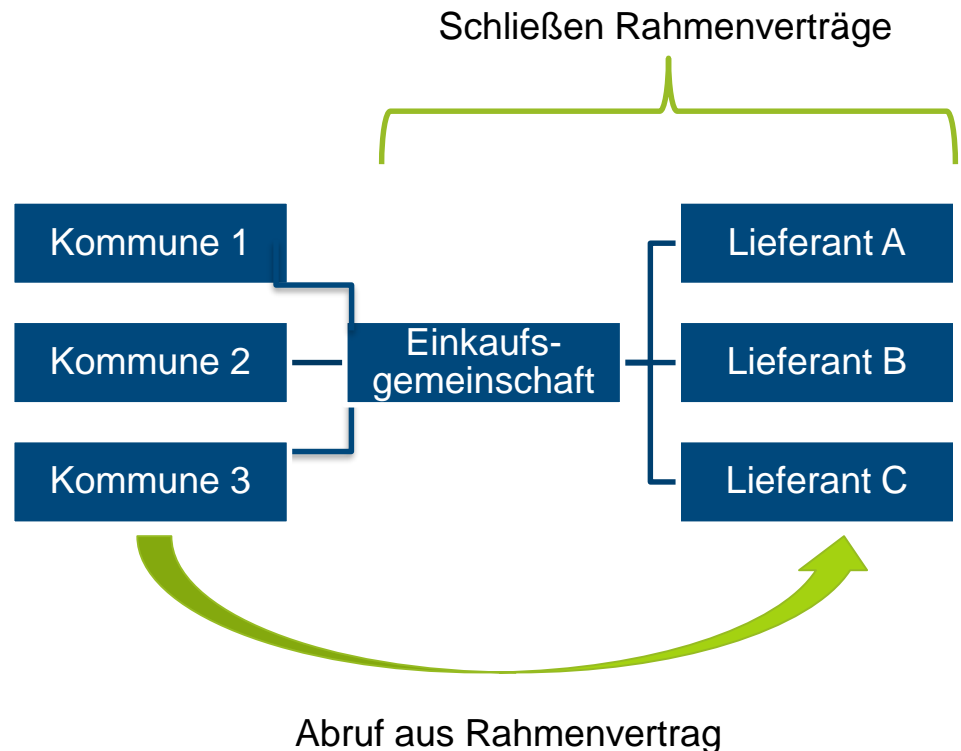 Schließen Rahmenverträge
Kommune 1
Lieferant A
Kommune 2
Einkaufs-
gemeinschaft
Lieferant B
Kommune 3
Lieferant C
Abruf aus Rahmenvertrag